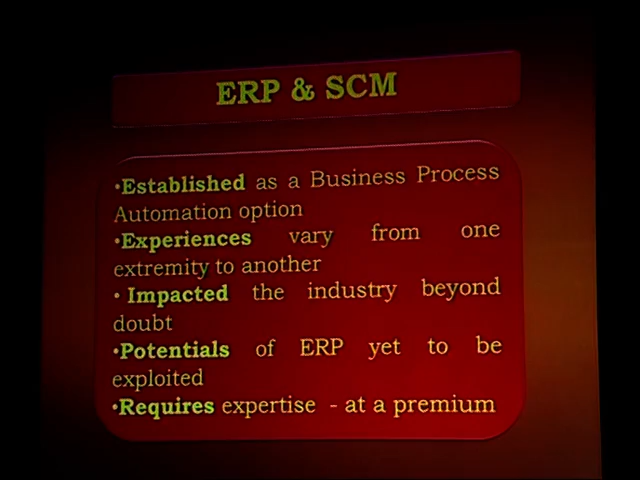 ERP & SCM
•Established as a Business Process
Automation option
•Experiences vary from one
extremity to another
• Impacted the industry beyond
doubt
•Potentials of ERP yet to be
exploited
•Requires expertise - at a premium